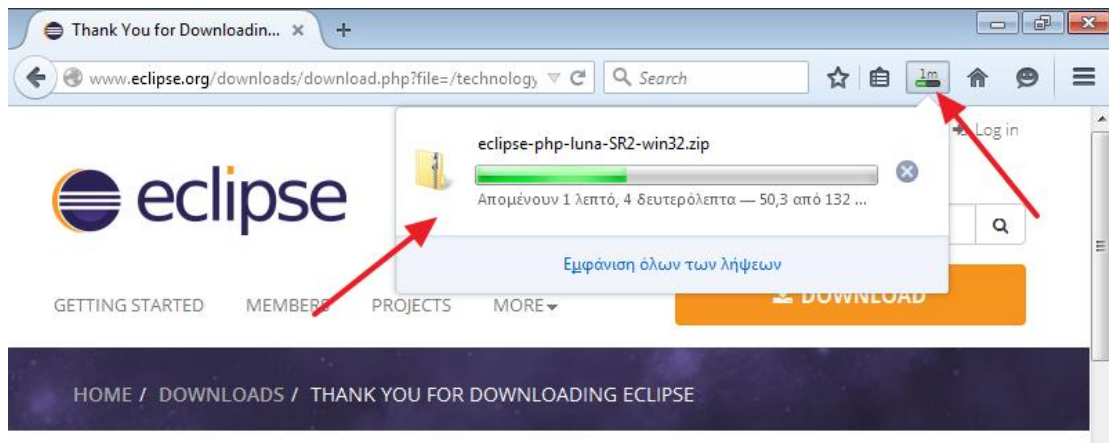 Thank You for Downloadin...
www.eclipse.org/downloads/download.php?file=/technology
Search
1m
Log in
eclipse-php-luna-SR2-win32.zip
Απομένουν 1 λεπτό, 4 δευτερόλεπτα — 50,3 από 132 ...
eclipse
Εμφάνιση όλων των λήψεων
GETTING STARTED MEMBERS PROJECTS MORE
DOWNLOAD
HOME / DOWNLOADS / THANK YOU FOR DOWNLOADING ECLIPSE